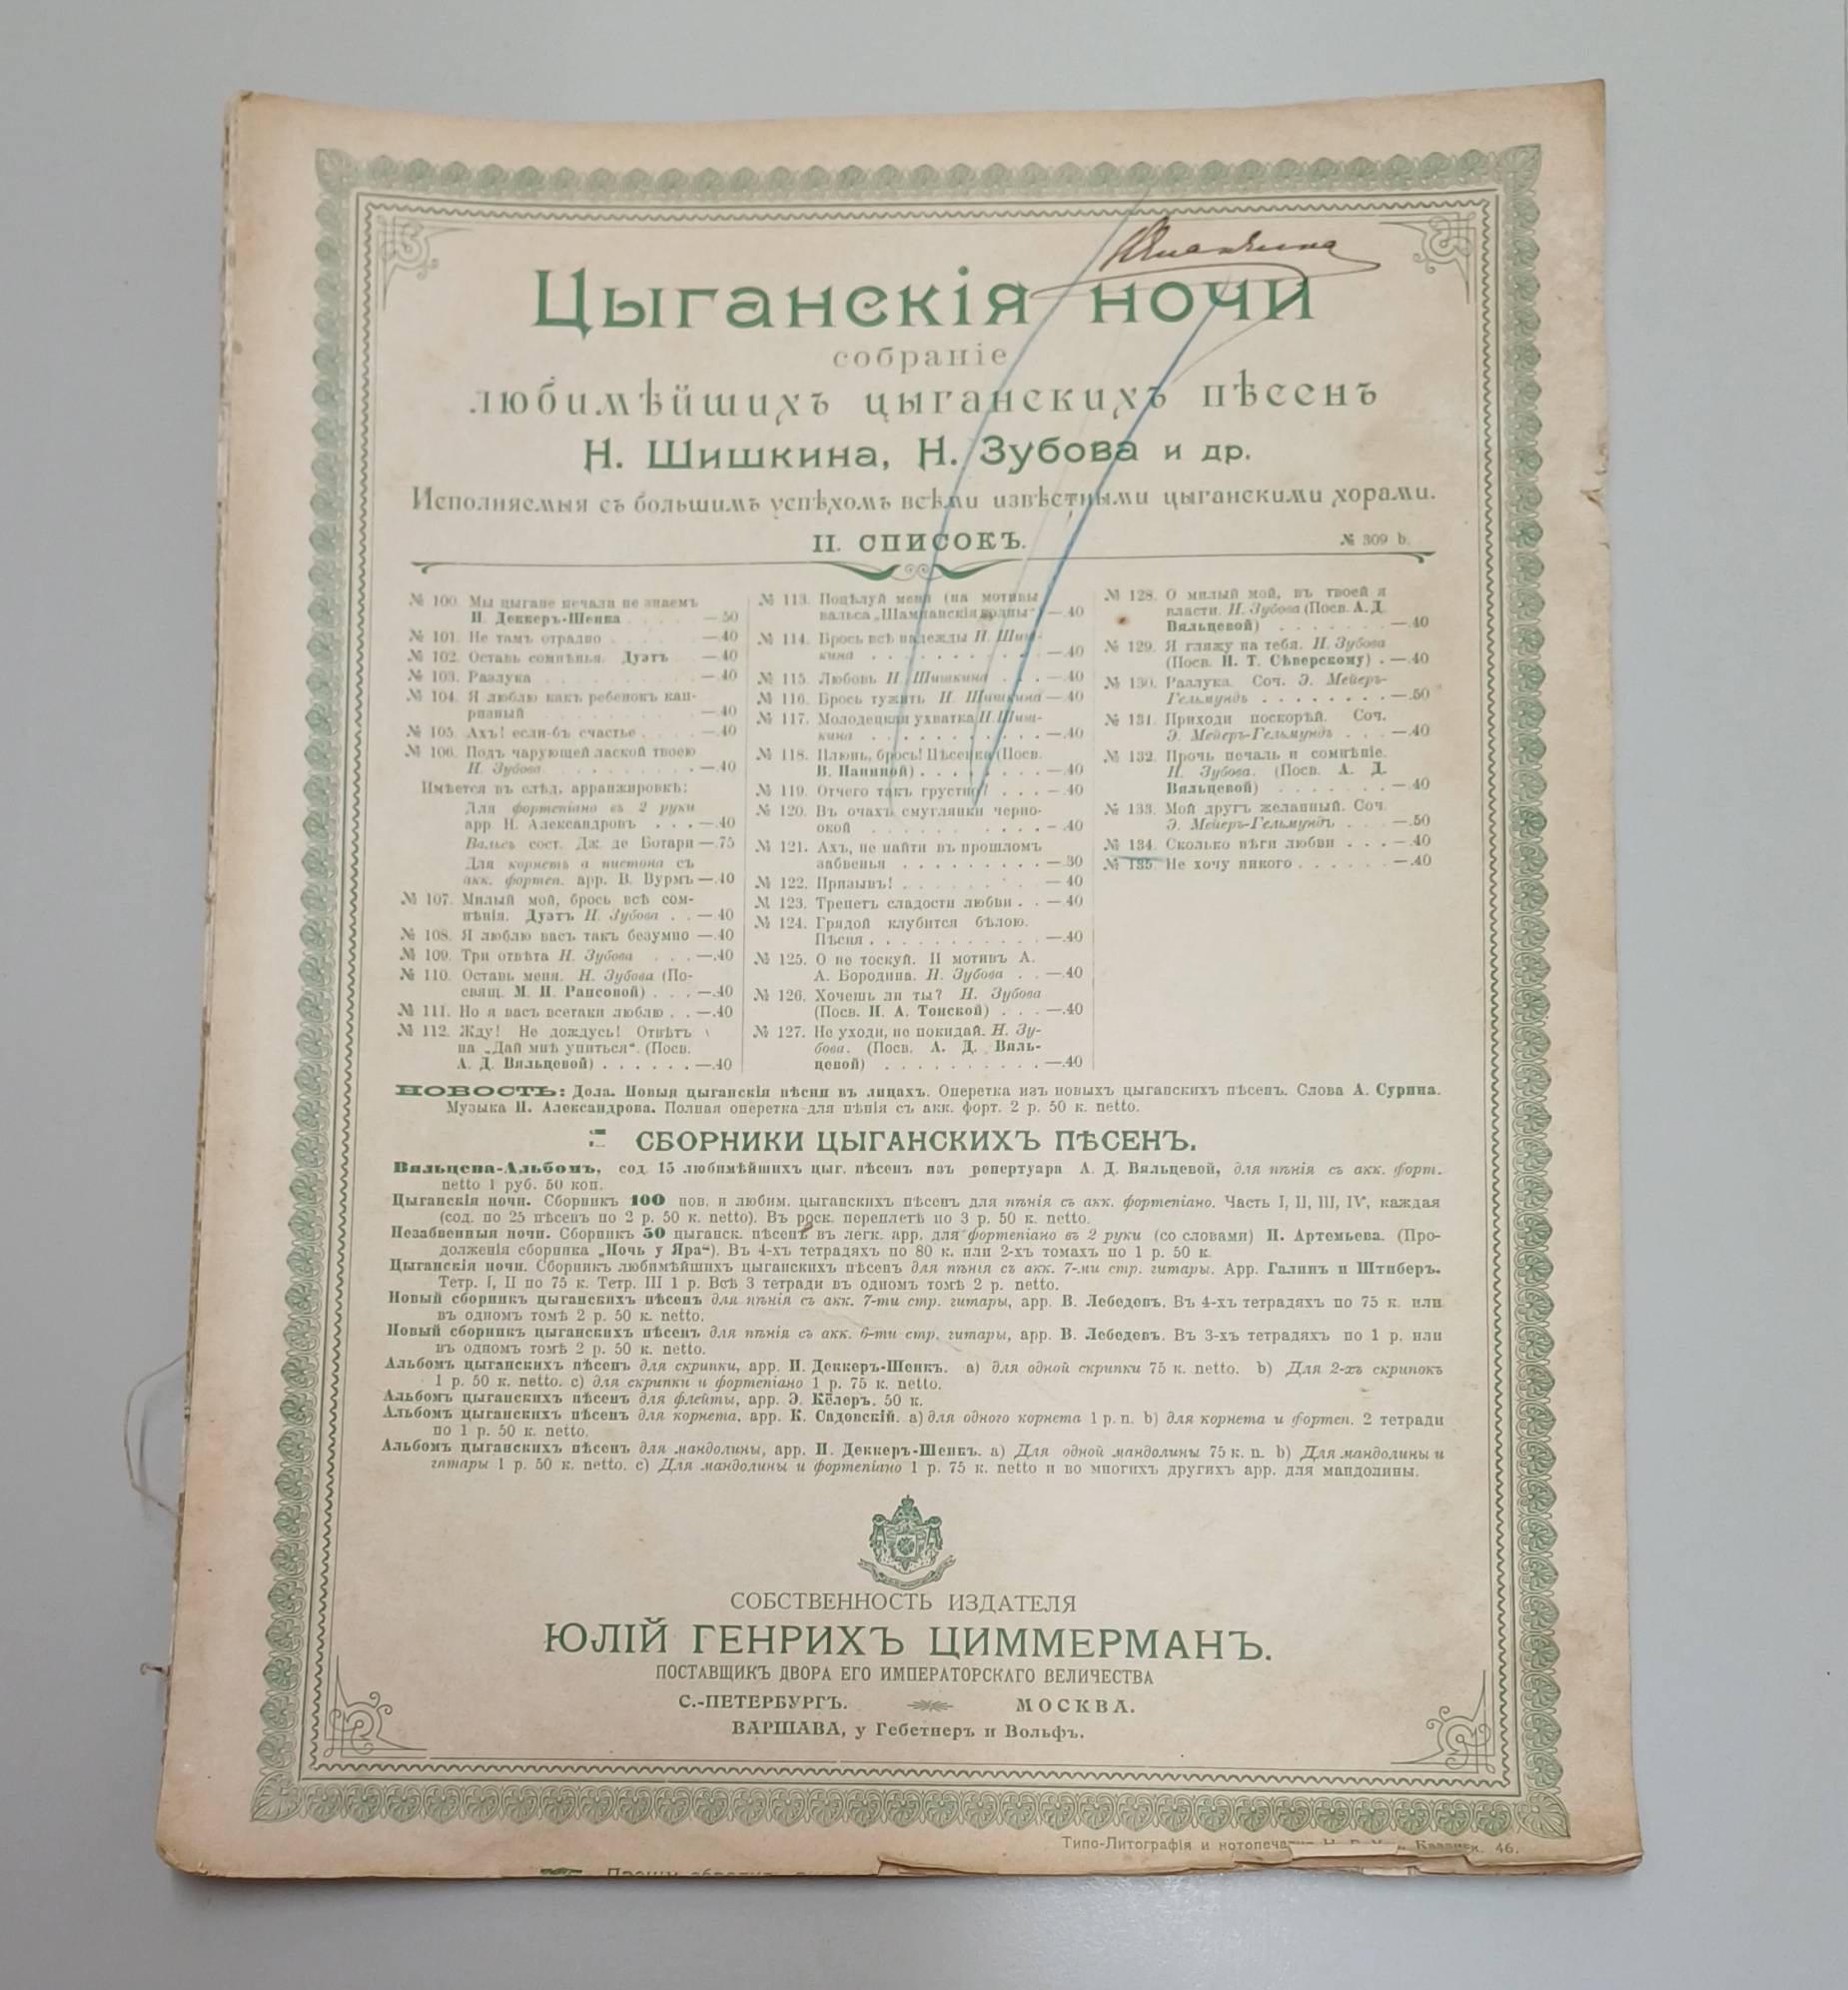 Цыганскія ночи
собраніе
любимѣйшихъ цыганскихъ пѣсенъ
Н. Шишкина, Н. Зубова и др.
Исполняемыя съ большимъ успѣхомъ всѣми извѣстными цыганскими хорами.
II. СПИСОКЪ.
№ 309 b.
№ 100. Мы цыгане печали не знаемъ
И. Деккеръ-Шенка . . . . —.50
№ 101. Не тамъ отрадно . . . . —.40
№ 102. Оставь сомнѣнья. Дуэтъ —.40
№ 103. Разлука . . . . . . . —.40
№ 104. Я люблю какъ ребенокъ кап-
ризный . . . . . . . —.40
№ 105. Ахъ! если-бъ счастье . . . . —.40
№ 106. Подъ чарующей лаской твоею
Н. Зубова . . . . . . . . —.40
Имѣется въ слѣд. арранжировкѣ:
Для фортепіано въ 2 руки
арр. Н. Александровъ . . . —.40
Вальсъ сост. Дж. де Ботари —.75
Для корнетъ а пистона съ
акк. фортеп. арр. В. Вурмъ —.40
№ 107. Милый мой, брось всѣ сом-
нѣнія. Дуэтъ Н. Зубова . . —.40
№ 108. Я люблю васъ такъ безумно —.40
№ 109. Три отвѣта Н. Зубова . . . —.40
№ 110. Оставь меня. Н. Зубова (По-
свящ. М. И. Рансовой) . . . —.40
№ 111. Но я васъ всетаки люблю . . —.40
№ 112. Жду! Не дождусь! Отвѣтъ
на „Дай мнѣ упиться“. (Посв.
А. Д. Вяльцевой) . . . . . . —.40
№ 113. Поцѣлуй меня (на мотивы
вальса „Шампанскія волны“) —.40
№ 114. Брось всѣ надежды Н. Шиш-
кина . . . . . . . . . . —.40
№ 115. Любовь Н. Шишкина . . . —.40
№ 116. Брось тужить Н. Шишкина —.40
№ 117. Молодецкая ухватка Н. Шиш-
кина . . . . . . . . . . —.40
№ 118. Плюнь, брось! Пѣсенка (Посв.
В. Паниной) . . . . . . . . —.40
№ 119. Отчего такъ грустно! . . . —.40
№ 120. Въ очахъ смуглянки черно-
окой . . . . . . . . . . —.40
№ 121. Ахъ, не найти въ прошломъ
забвенья . . . . . . . . . —.30
№ 122. Призывъ! . . . . . . . . —.40
№ 123. Трепетъ сладости любви . . —.40
№ 124. Грядой клубится бѣлою.
Пѣсня . . . . . . . . . . —.40
№ 125. О не тоскуй. II мотивъ А.
А. Бородина. Н. Зубова . . —.40
№ 126. Хочешь ли ты? Н. Зубова
(Посв. Н. А. Тонской) . . . —.40
№ 127. Не уходи, не покидай. Н. Зу-
бова. (Посв. А. Д. Вяль-
цевой) . . . . . . . . . . —.40
№ 128. О милый мой, въ твоей я
власти. Н. Зубова (Посв. А. Д.
Вяльцевой) . . . . . . . —.40
№ 129. Я гляжу на тебя. Н. Зубова
(Посв. Н. Т. Сѣверскому) . —.40
№ 130. Разлука. Соч. Э. Мейеръ-
Гельмундъ . . . . . . . . —.50
№ 131. Приходи поскорѣй. Соч.
Э. Мейеръ-Гельмундъ . . . —.40
№ 132. Прочь печаль и сомнѣніе.
Н. Зубова. (Посв. А. Д.
Вяльцевой) . . . . . . . —.40
№ 133. Мой другъ желанный. Соч.
Э. Мейеръ-Гельмундъ . . . —.50
№ 134. Сколько нѣги любви . . . —.40
№ 135. Не хочу никого . . . . . . —.40
НОВОСТЬ: Дола. Новыя цыганскія пѣсни въ лицахъ. Оперетка изъ новыхъ цыганскихъ пѣсенъ. Слова А. Сурина.
Музыка Н. Александрова. Полная оперетка для пѣнія съ акк. форт. 2 р. 50 к. netto.
СБОРНИКИ ЦЫГАНСКИХЪ ПѢСЕНЪ.
Вяльцева-Альбомъ, сод. 15 любимѣйшихъ цыг. пѣсенъ изъ репертуара А. Д. Вяльцевой, для пѣнія съ акк. форт.
netto 1 руб. 50 коп.
Цыганскія ночи. Сборникъ 100 нов. и любим. цыганскихъ пѣсенъ для пѣнія съ акк. фортепіано. Часть I, II, III, IV, каждая
(сод. по 25 пѣсенъ по 2 р. 50 к. netto). Въ роск. переплетѣ по 3 р. 50 к. netto.
Незабвенныя ночи. Сборникъ 50 цыганск. пѣсенъ въ легк. арр. для фортепіано въ 2 руки (со словами) Н. Артемьева. (Про-
долженія сборника „Ночь у Яра“). Въ 4-хъ тетрадяхъ по 80 к. или 2-хъ томахъ по 1 р. 50 к.
Цыганскія ночи. Сборникъ любимѣйшихъ цыганскихъ пѣсенъ для пѣнія съ акк. 7-ми стр. гитары. Арр. Галинъ и Штиберъ.
Тетр. I, II по 75 к. Тетр. III 1 р. Всѣ 3 тетради въ одномъ томѣ 2 р. netto.
Новый сборникъ цыганскихъ пѣсенъ для пѣнія съ акк. 7-ти стр. гитары, арр. В. Лебедевъ. Въ 4-хъ тетрадяхъ по 75 к. или
въ одномъ томѣ 2 р. 50 к. netto.
Новый сборникъ цыганскихъ пѣсенъ для пѣнія съ акк. 6-ти стр. гитары, арр. В. Лебедевъ. Въ 3-хъ тетрадяхъ по 1 р. или
въ одномъ томѣ 2 р. 50 к. netto.
Альбомъ цыганскихъ пѣсенъ для скрипки, арр. И. Деккеръ-Шенкъ. a) для одной скрипки 75 к. netto. b) Для 2-хъ скрипокъ
1 р. 50 к. netto. c) для скрипки и фортепіано 1 р. 75 к. netto.
Альбомъ цыганскихъ пѣсенъ для флейты, арр. Э. Кёлеръ. 50 к.
Альбомъ цыганскихъ пѣсенъ для корнета, арр. К. Садовскій. a) для одного корнета 1 р. n. b) для корнета и фортеп. 2 тетради
по 1 р. 50 к. netto.
Альбомъ цыганскихъ пѣсенъ для мандолины, арр. И. Деккеръ-Шенкъ. a) Для одной мандолины 75 к. n. b) Для мандолины и
гитары 1 р. 50 к. netto. c) Для мандолины и фортепіано 1 р. 75 к. netto и во многихъ другихъ арр. для мандолины.
СОБСТВЕННОСТЬ ИЗДАТЕЛЯ
ЮЛІЙ ГЕНРИХЪ ЦИММЕРМАНЪ.
ПОСТАВЩИКЪ ДВОРА ЕГО ИМПЕРАТОРСКАГО ВЕЛИЧЕСТВА
С.-ПЕТЕРБУРГЪ. МОСКВА.
ВАРШАВА, у Гебетнеръ и Вольфъ.
Типо-Литографія и Казанск. 46.